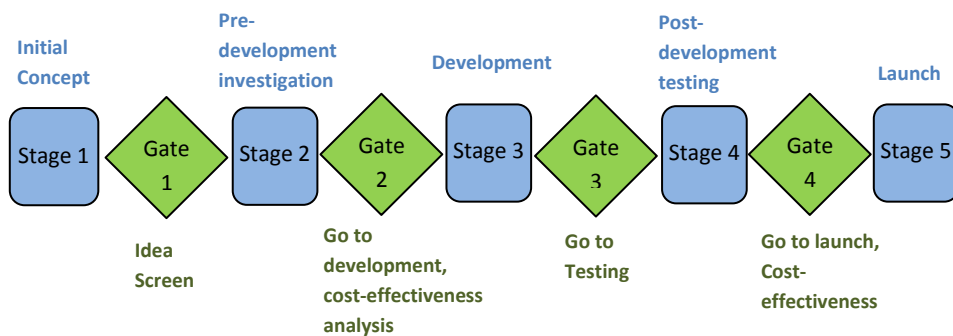 Initial
Concept
Pre-
development
investigation
Development
Post-
development
testing
Launch
Stage 1
Gate
1
Stage 2
Gate
2
Stage 3
Gate
3
Stage 4
Gate
4
Stage 5
Idea
Screen
Go to
development,
cost-effectiveness
analysis
Go to
Testing
Go to launch,
Cost-
effectiveness